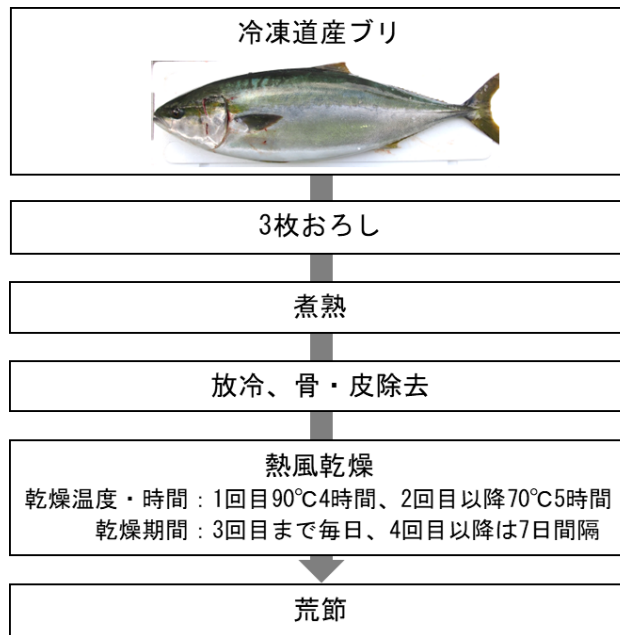 冷凍道産ブリ
3枚おろし
煮熟
放冷、骨・皮除去
熱風乾燥
乾燥温度・時間：1回目90℃4時間、2回目以降70℃5時間
乾燥期間：3回目まで毎日、4回目以降は7日間隔
荒節